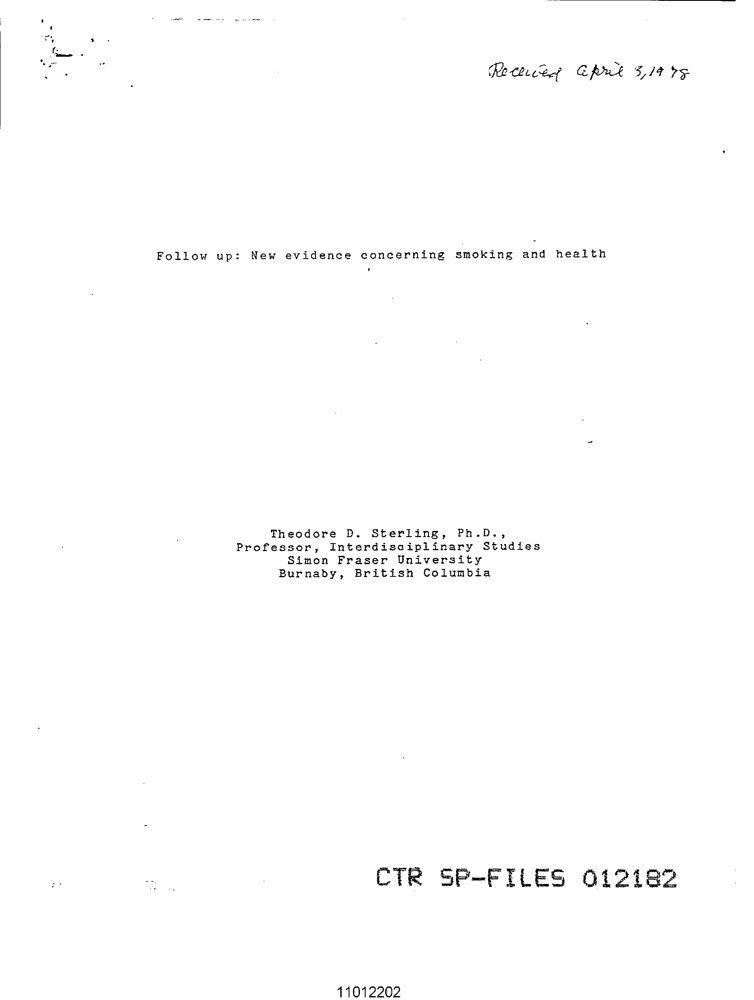 Received April 3, 1978
Follow up: New evidence concerning smoking and health
Theodore D. Sterling, Ph.D.,
Professor, Interdisciplinary Studies
Simon Fraser University
Burnaby, British Columbia
CTR SP-FILES 012182
11012202